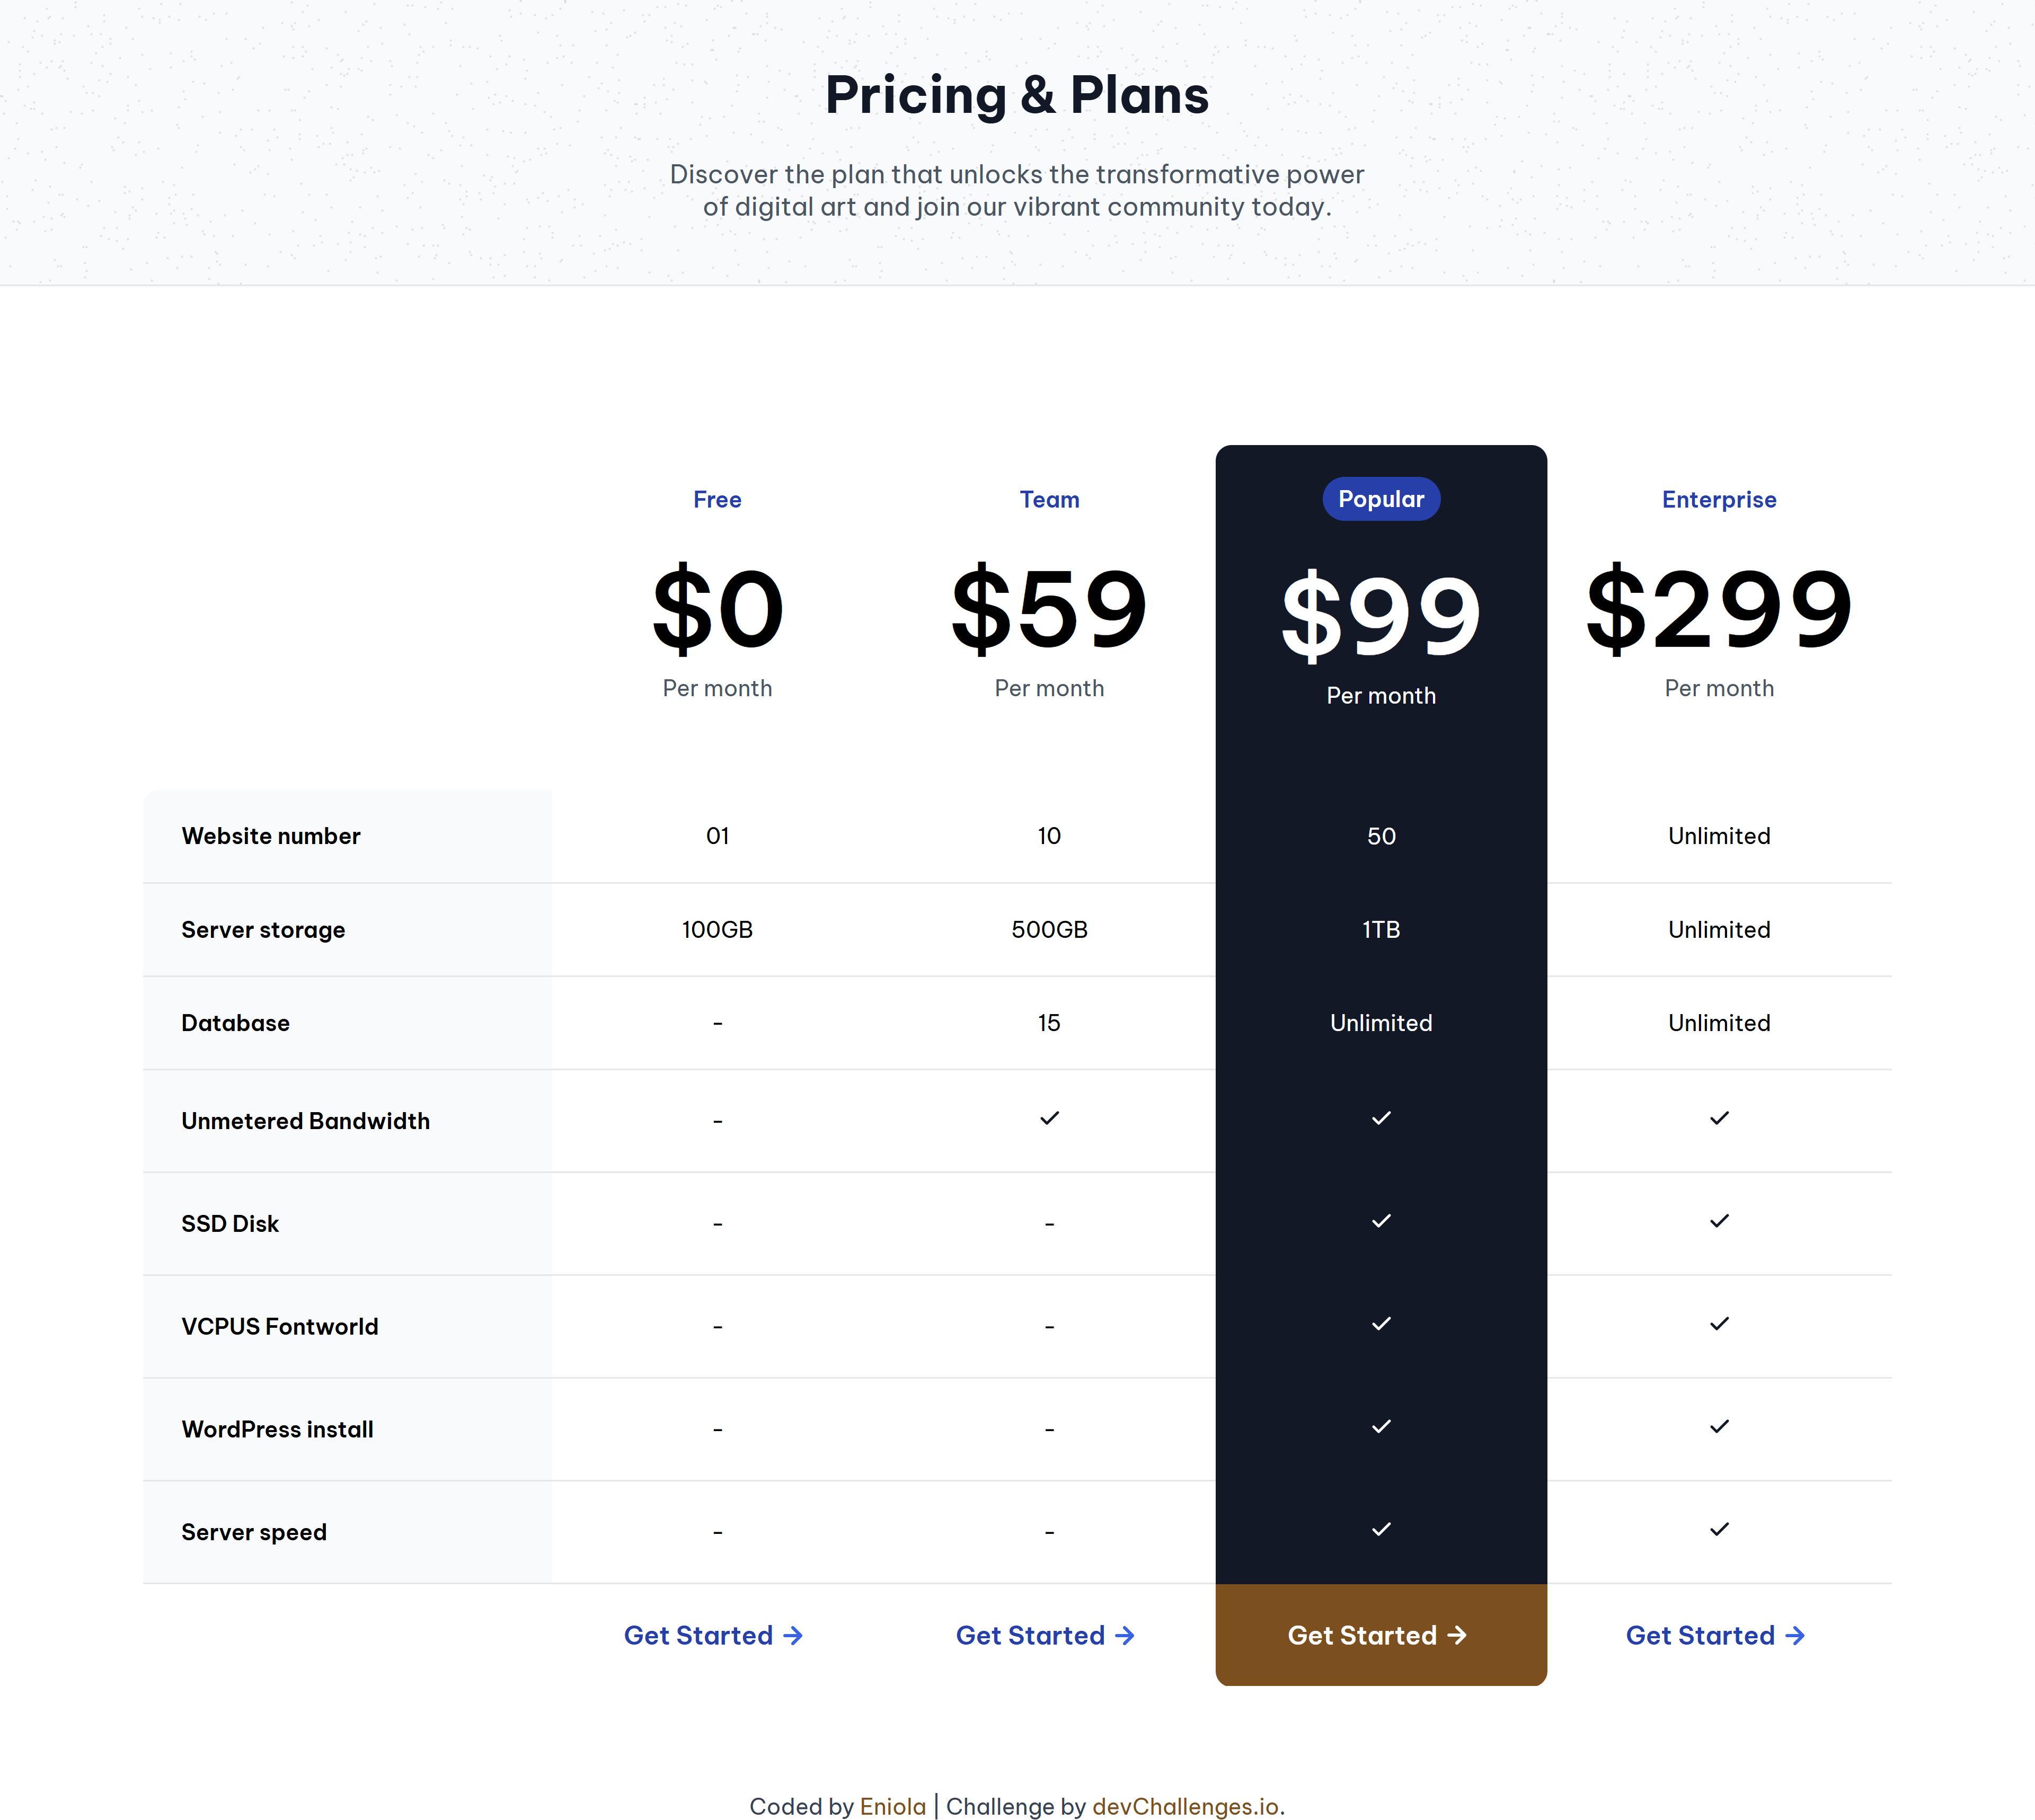 Pricing & Plans
Discover the plan that unlocks the transformative power
of digital art and join our vibrant community today.
Free Team Popular Enterprise
$0 $59 $99 $299
Per month Per month Per month Per month
Website number 01 10 50 Unlimited
Server storage 100GB 500GB 1TB Unlimited
Database - 15 Unlimited Unlimited
Unmetered Bandwidth - ✓ ✓ ✓
SSD Disk - - ✓ ✓
VCPUS Fontworld - - ✓ ✓
WordPress install - - ✓ ✓
Server speed - - ✓ ✓
Get Started → Get Started → Get Started → Get Started →
Coded by Eniola | Challenge by devChallenges.io.